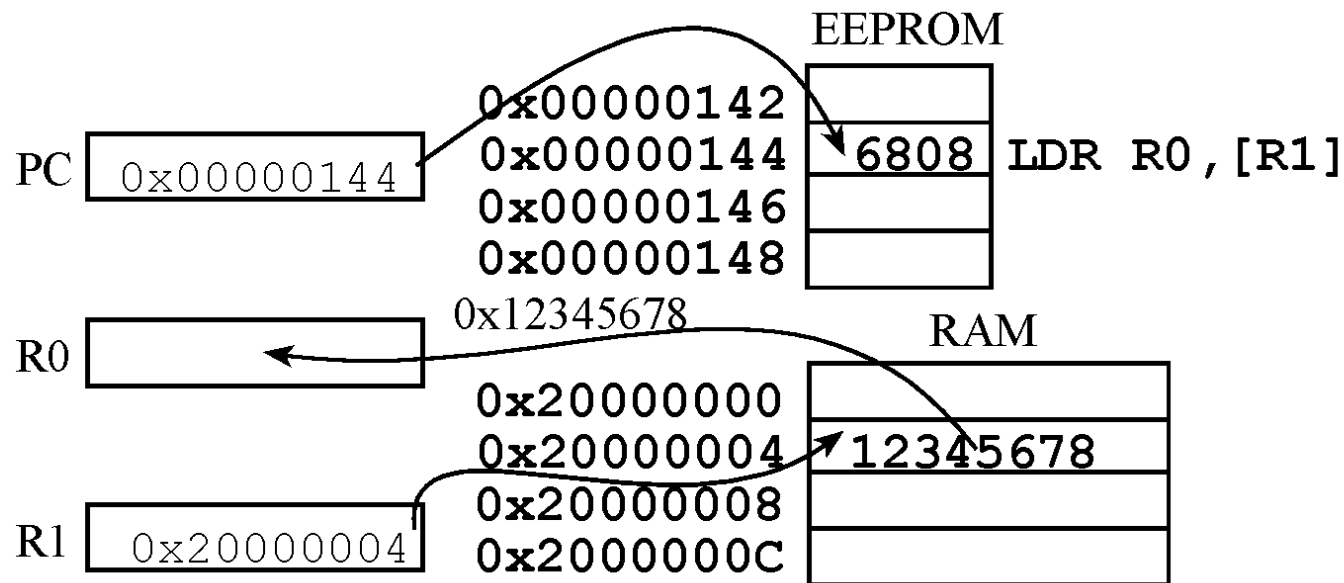 EEPROM
0x00000142
PC 0x00000144 0x00000144 6808 LDR R0,[R1]
0x00000146
0x00000148
0x12345678
R0 RAM
0x20000000
0x20000004 12345678
0x20000008
R1 0x20000004 0x2000000C